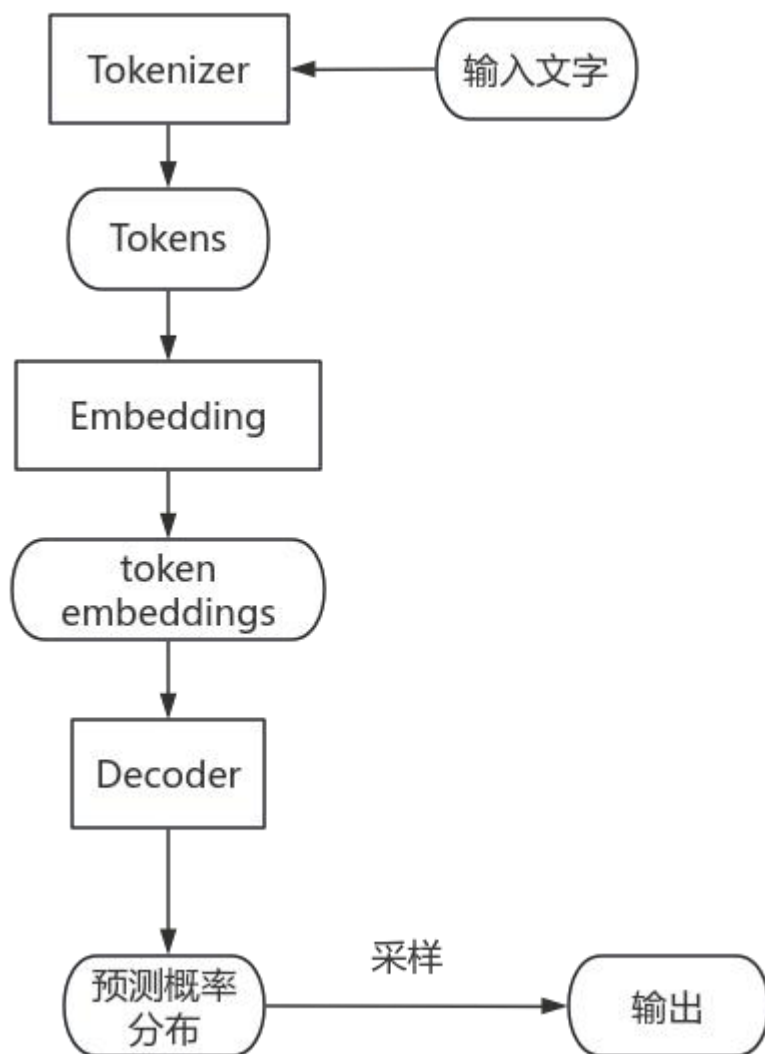 Tokenizer
输入文字
Tokens
Embedding
token
embeddings
Decoder
预测概率
分布
采样
输出